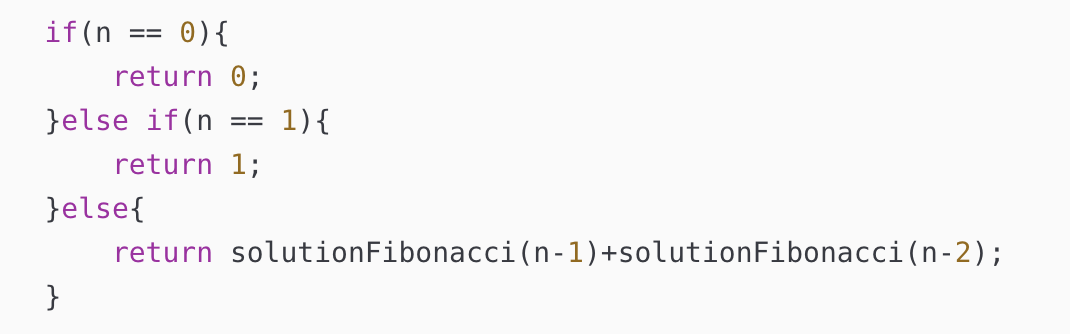 if(n == 0){
    return 0;
}else if(n == 1){
    return 1;
}else{
    return solutionFibonacci(n-1)+solutionFibonacci(n-2);
}